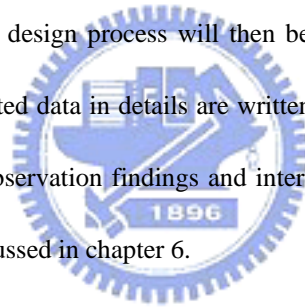 design process will then be
ted data in details are written
bservation findings and inter
1896
ussed in chapter 6.